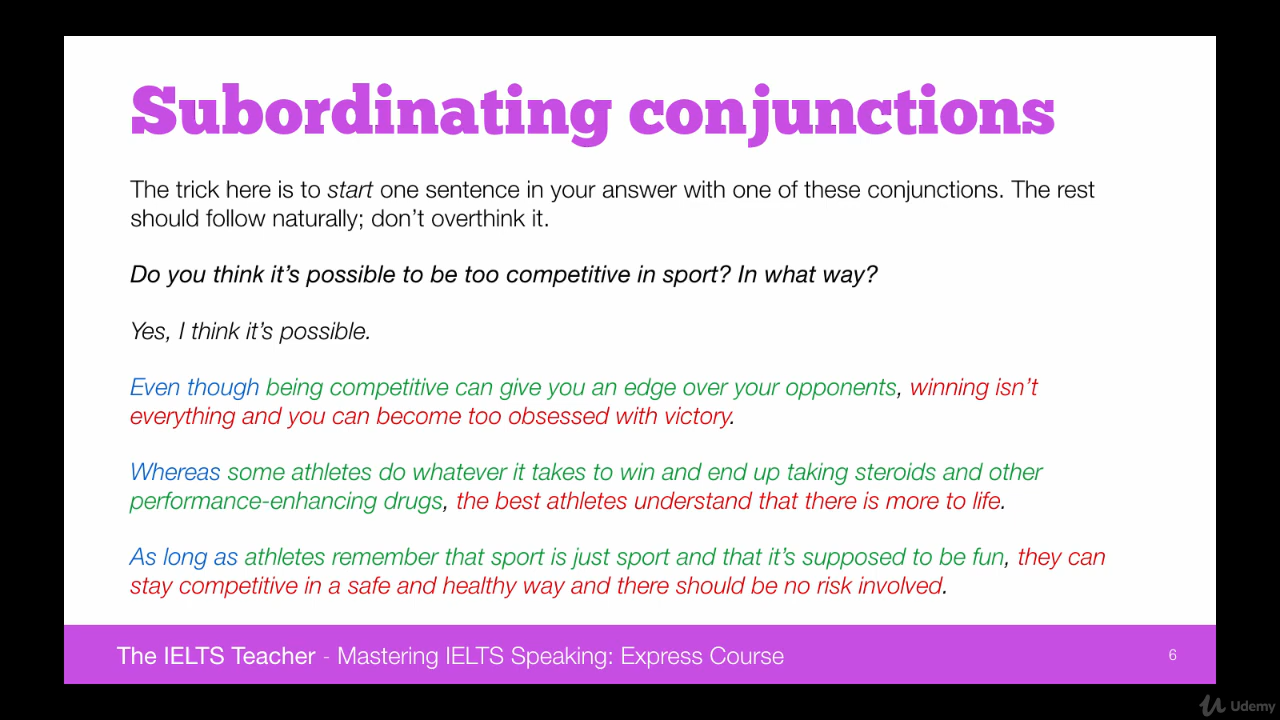 Subordinating conjunctions
The trick here is to start one sentence in your answer with one of these conjunctions. The rest
should follow naturally; don't overthink it.
Do you think it's possible to be too competitive in sport? In what way?
Yes, I think it's possible.
Even though being competitive can give you an edge over your opponents, winning isn't
everything and you can become too obsessed with victory.
Whereas some athletes do whatever it takes to win and end up taking steroids and other
performance-enhancing drugs, the best athletes understand that there is more to life.
As long as athletes remember that sport is just sport and that it's supposed to be fun, they can
stay competitive in a safe and healthy way and there should be no risk involved.
The IELTS Teacher - Mastering IELTS Speaking: Express Course
6
Udemy